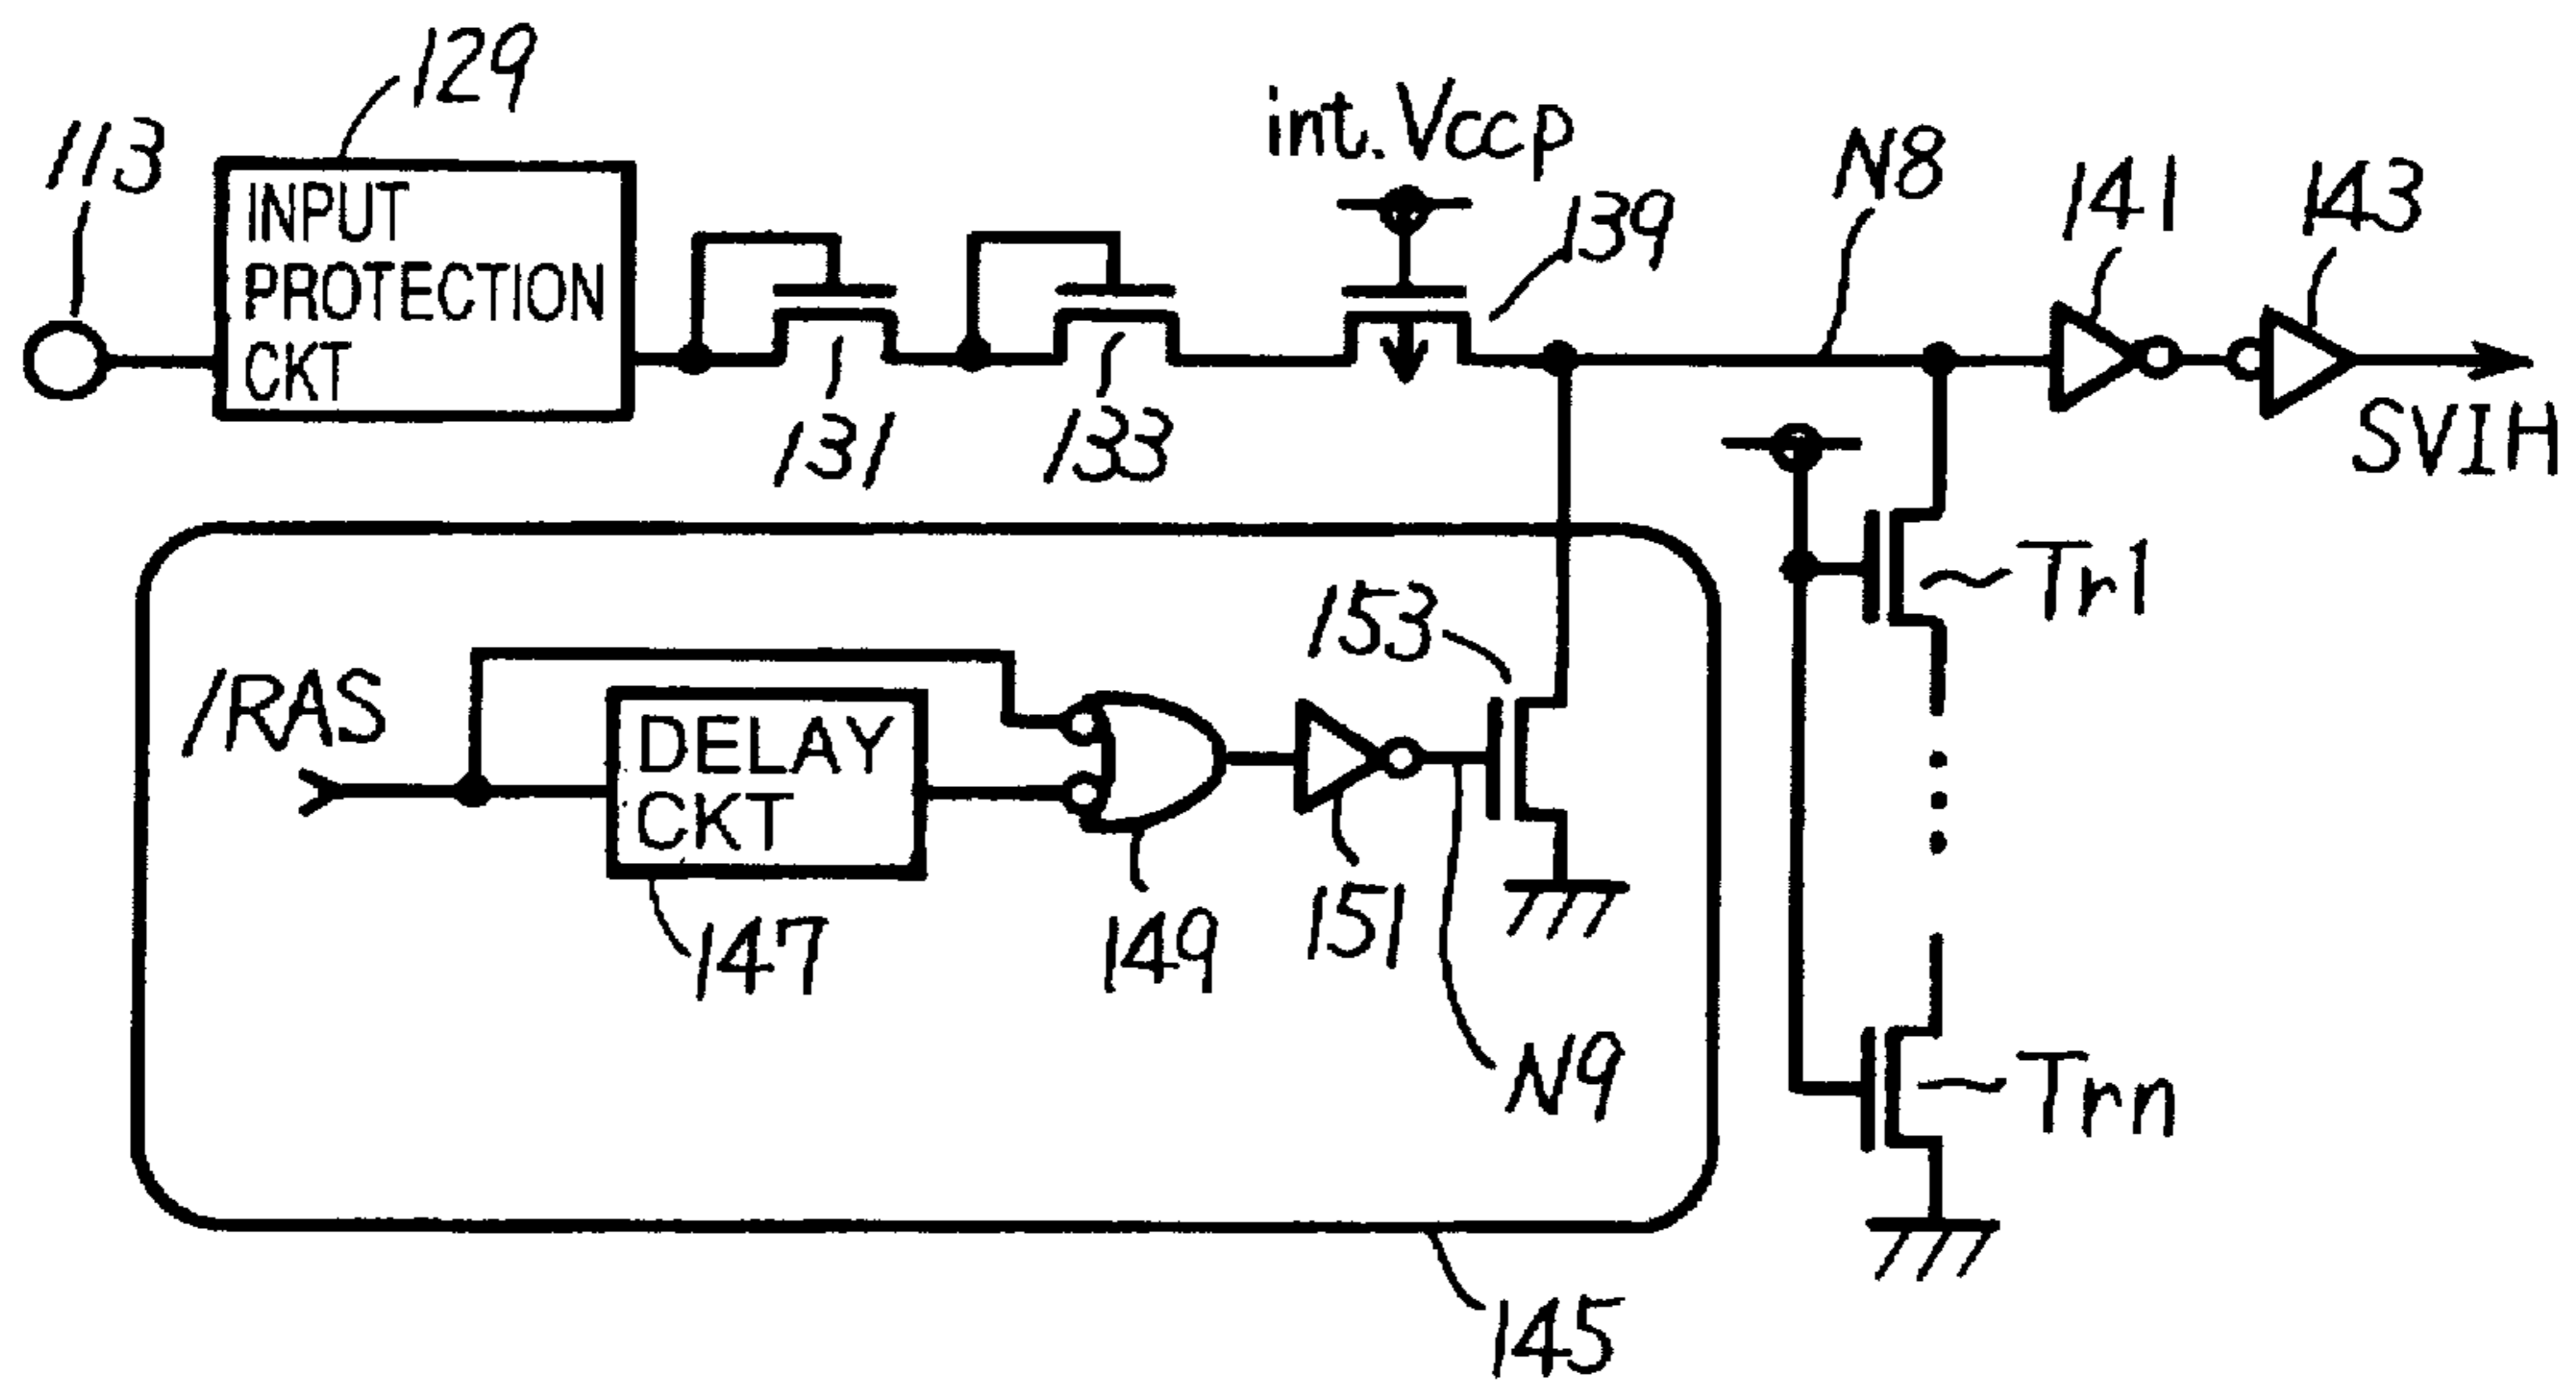 113
129
INPUT
PROTECTION
CKT
131
133
int. Vccp
139
N8
141
143
SVIH
/RAS
DELAY
CKT
147
149
151
153
N9
145
Tr1
Trn